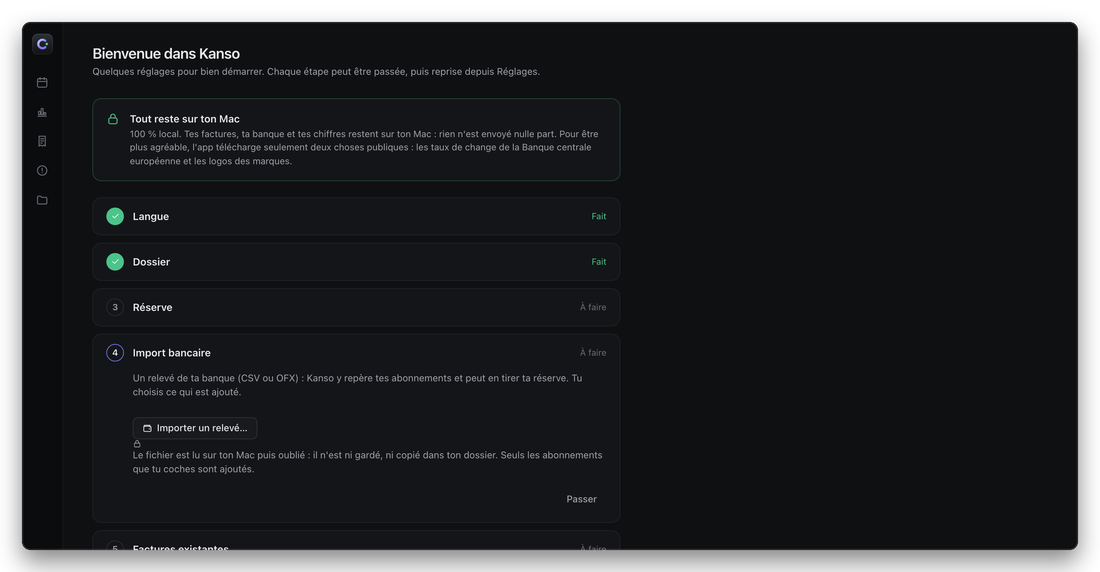 Bienvenue dans Kanso
Quelques réglages pour bien démarrer. Chaque étape peut être passée, puis reprise depuis Réglages.
Tout reste sur ton Mac
100 % local. Tes factures, ta banque et tes chiffres restent sur ton Mac : rien n'est envoyé nulle part. Pour être
plus agréable, l'app télécharge seulement deux choses publiques : les taux de change de la Banque centrale
européenne et les logos des marques.
Langue
Fait
Dossier
Fait
3
Réserve
À faire
4
Import bancaire
À faire
Un relevé de ta banque (CSV ou OFX) : Kanso y repère tes abonnements et peut en tirer ta réserve. Tu
choisis ce qui est ajouté.
Importer un relevé...
Le fichier est lu sur ton Mac puis oublié : il n'est ni gardé, ni copié dans ton dossier. Seuls les abonnements
que tu coches sont ajoutés.
Passer
5
Factures existantes
À faire